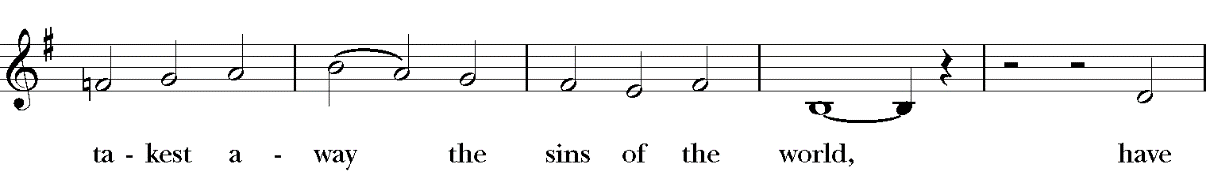 ta - kest a - way the sins of the world, have